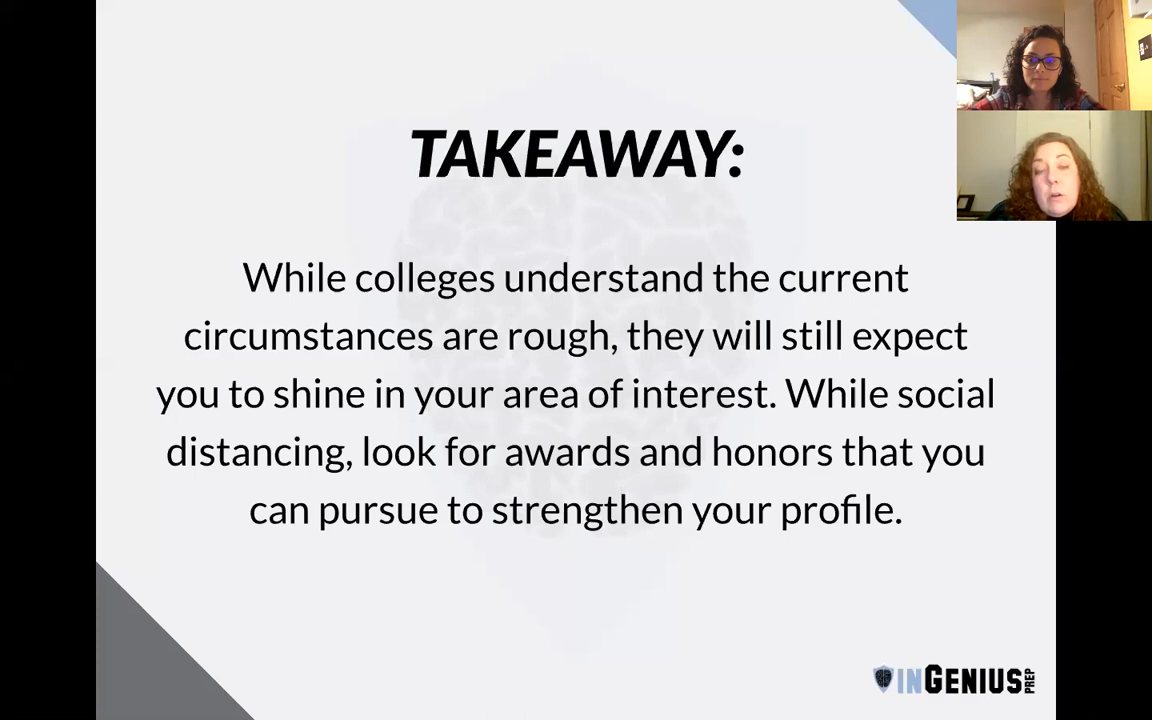 TAKEAWAY:
While colleges understand the current
circumstances are rough, they will still expect
you to shine in your area of interest. While social
distancing, look for awards and honors that you
can pursue to strengthen your profile.
INGENIUS PREP